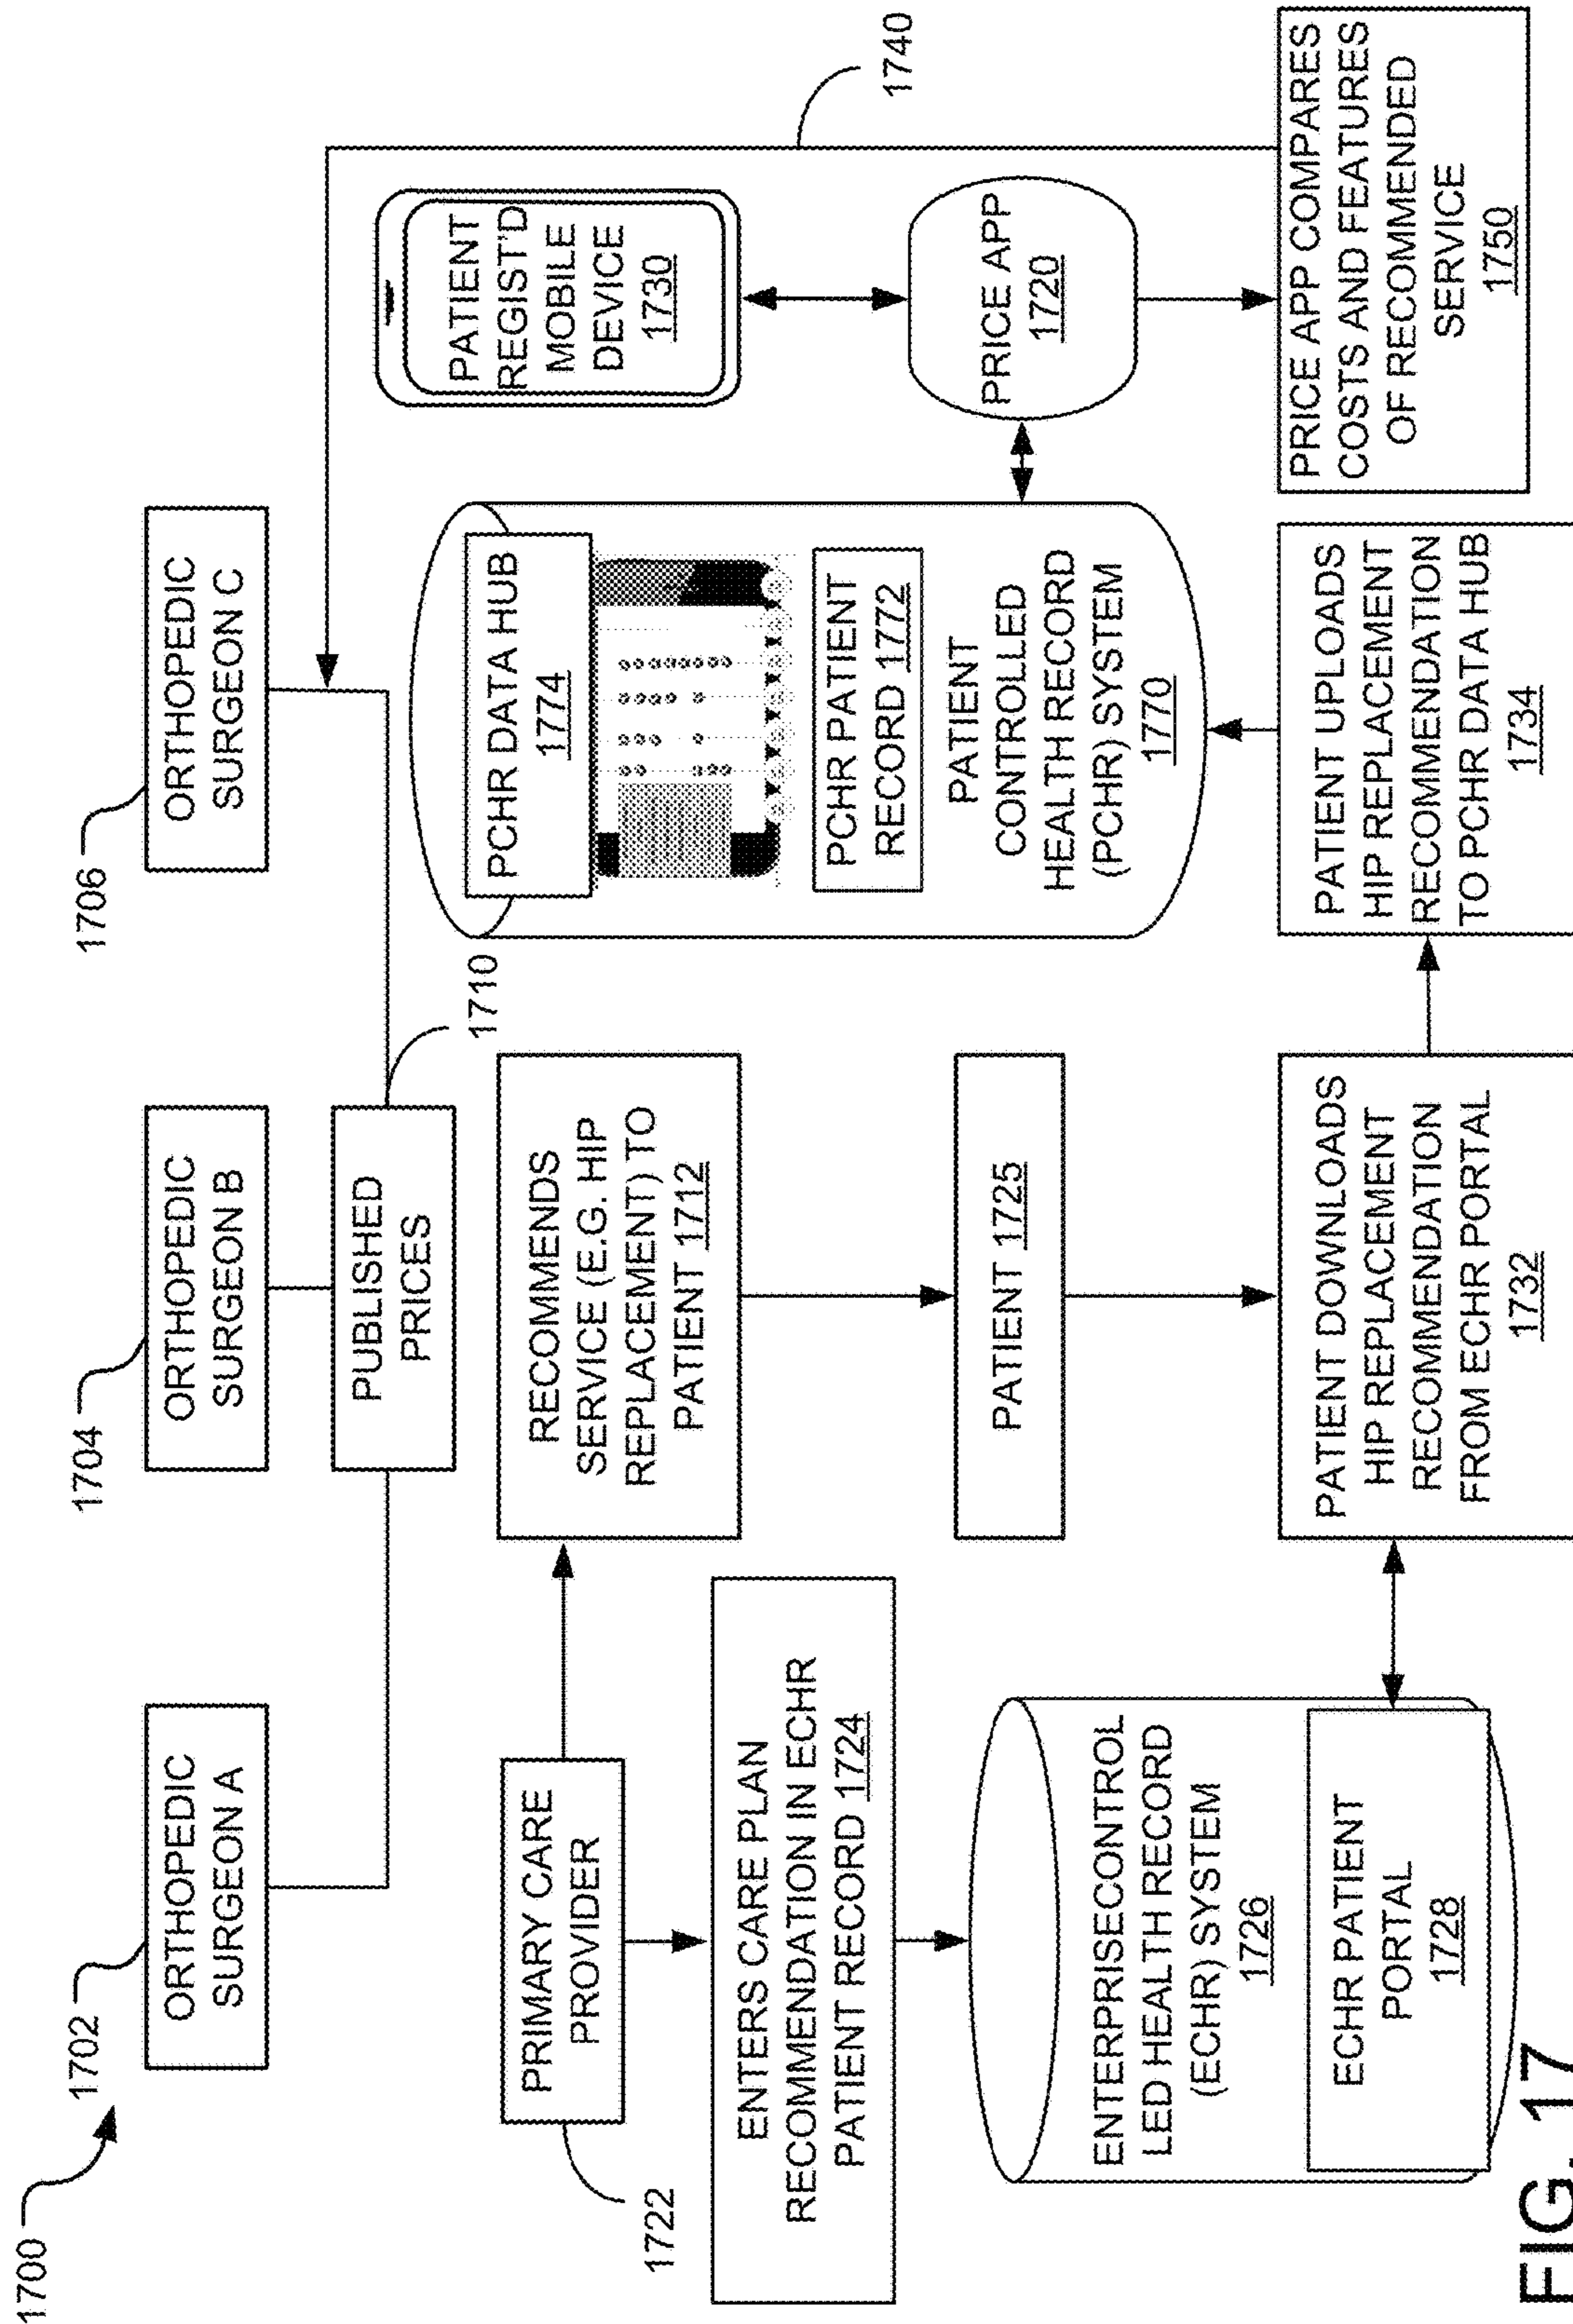 1700
1702
ORTHOPEDIC
SURGEON A
1704
ORTHOPEDIC
SURGEON B
1706
ORTHOPEDIC
SURGEON C
PUBLISHED
PRICES
1710
1722
PRIMARY CARE
PROVIDER
RECOMMENDS
SERVICE (E.G. HIP
REPLACEMENT) TO
PATIENT 1712
ENTERS CARE PLAN
RECOMMENDATION IN ECHR
PATIENT RECORD 1724
PATIENT 1725
ENTERPRISECONTROL
LED HEALTH RECORD
(ECHR) SYSTEM
1726
ECHR PATIENT
PORTAL
1728
PATIENT DOWNLOADS
HIP REPLACEMENT
RECOMMENDATION
FROM ECHR PORTAL
1732
PATIENT UPLOADS
HIP REPLACEMENT
RECOMMENDATION
TO PCHR DATA HUB
1734
PCHR DATA HUB
1774
PCHR PATIENT
RECORD 1772
PATIENT
CONTROLLED
HEALTH RECORD
(PCHR) SYSTEM
1770
PATIENT
REGIST'D
MOBILE
DEVICE
1730
PRICE APP
1720
1740
PRICE APP COMPARES
COSTS AND FEATURES
OF RECOMMENDED
SERVICE
1750
FIG. 17